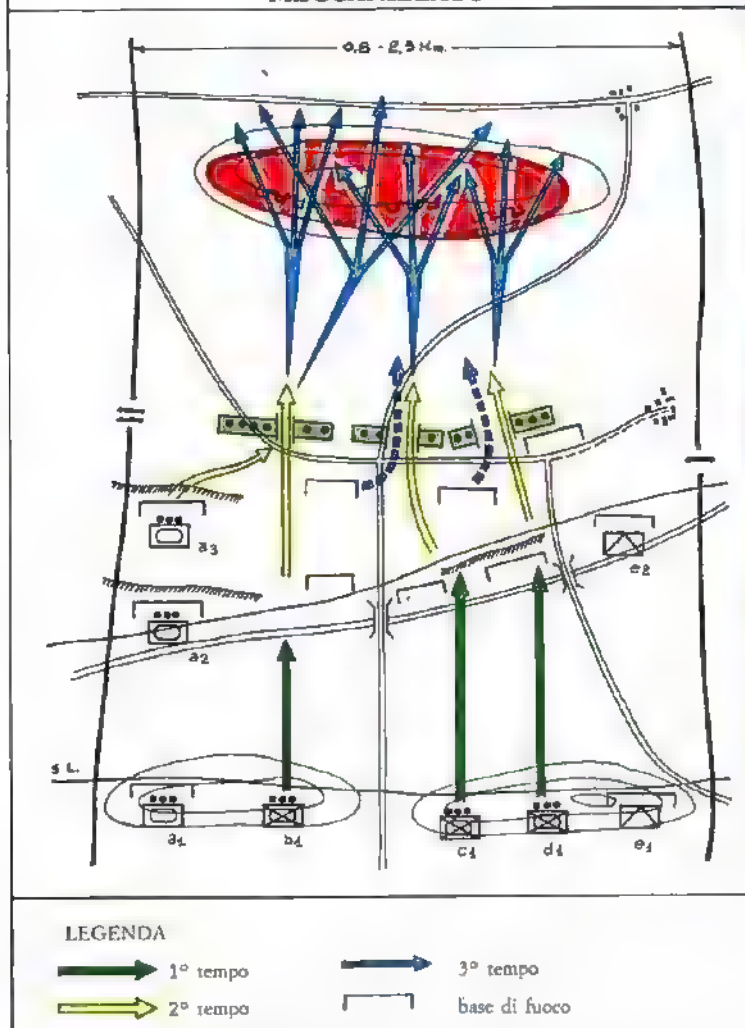 0,8 - 2,3 Km.
a3
e2
a2
S L.
a1
b1
c1
d1
e1
LEGENDA
1° tempo
3° tempo
2° tempo
base di fuoco